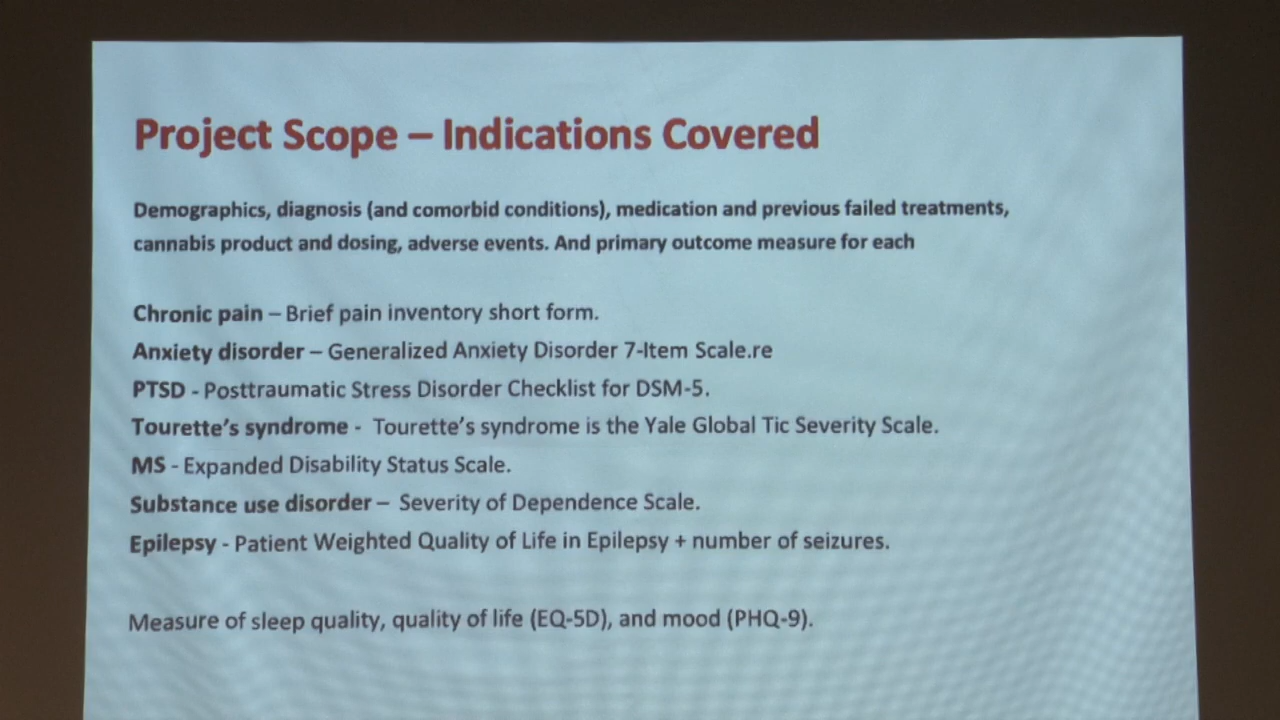 Project Scope – Indications Covered
Demographics, diagnosis (and comorbid conditions), medication and previous failed treatments,
cannabis product and dosing, adverse events. And primary outcome measure for each
Chronic pain – Brief pain inventory short form.
Anxiety disorder – Generalized Anxiety Disorder 7-Item Scale.re
PTSD - Posttraumatic Stress Disorder Checklist for DSM-5.
Tourette's syndrome - Tourette's syndrome is the Yale Global Tic Severity Scale.
MS - Expanded Disability Status Scale.
Substance use disorder – Severity of Dependence Scale.
Epilepsy - Patient Weighted Quality of Life in Epilepsy + number of seizures.
Measure of sleep quality, quality of life (EQ-5D), and mood (PHQ-9).